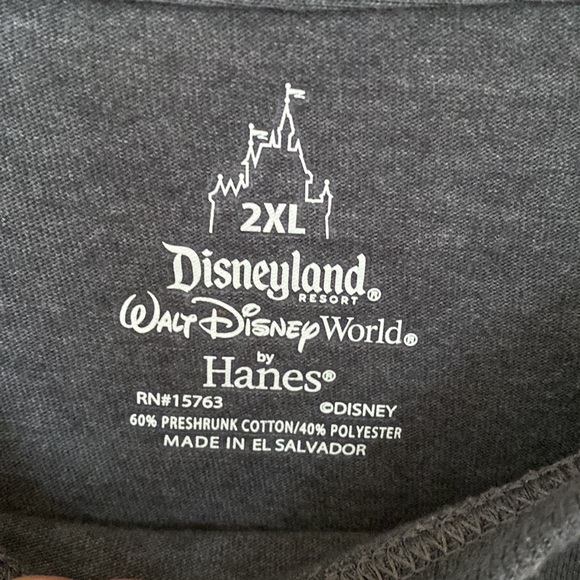 2XL
Disneyland®
RESORT
WALT DISNEY World®
by
Hanes®
RN#15763 ©DISNEY
60% PRESHRUNK COTTON/40% POLYESTER
MADE IN EL SALVADOR